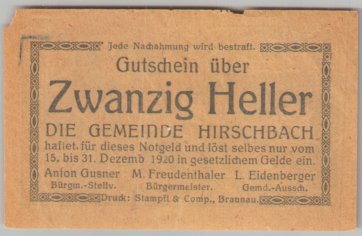 Jede Nachahmung wird bestraft.
Gutschein über
Zwanzig Heller
DIE GEMEINDE HIRSCHBACH
haftet für dieses Notgeld und löst selbes nur vom
15. bis 31. Dezemb 1920 in gesetzlichem Gelde ein.
Anton Gusner M. Freudenthaler L. Eidenberger
Bürgm.-Stellv. Bürgermeister. Gemd.-Aussch.
Druck: Stampfl & Comp., Braunau.